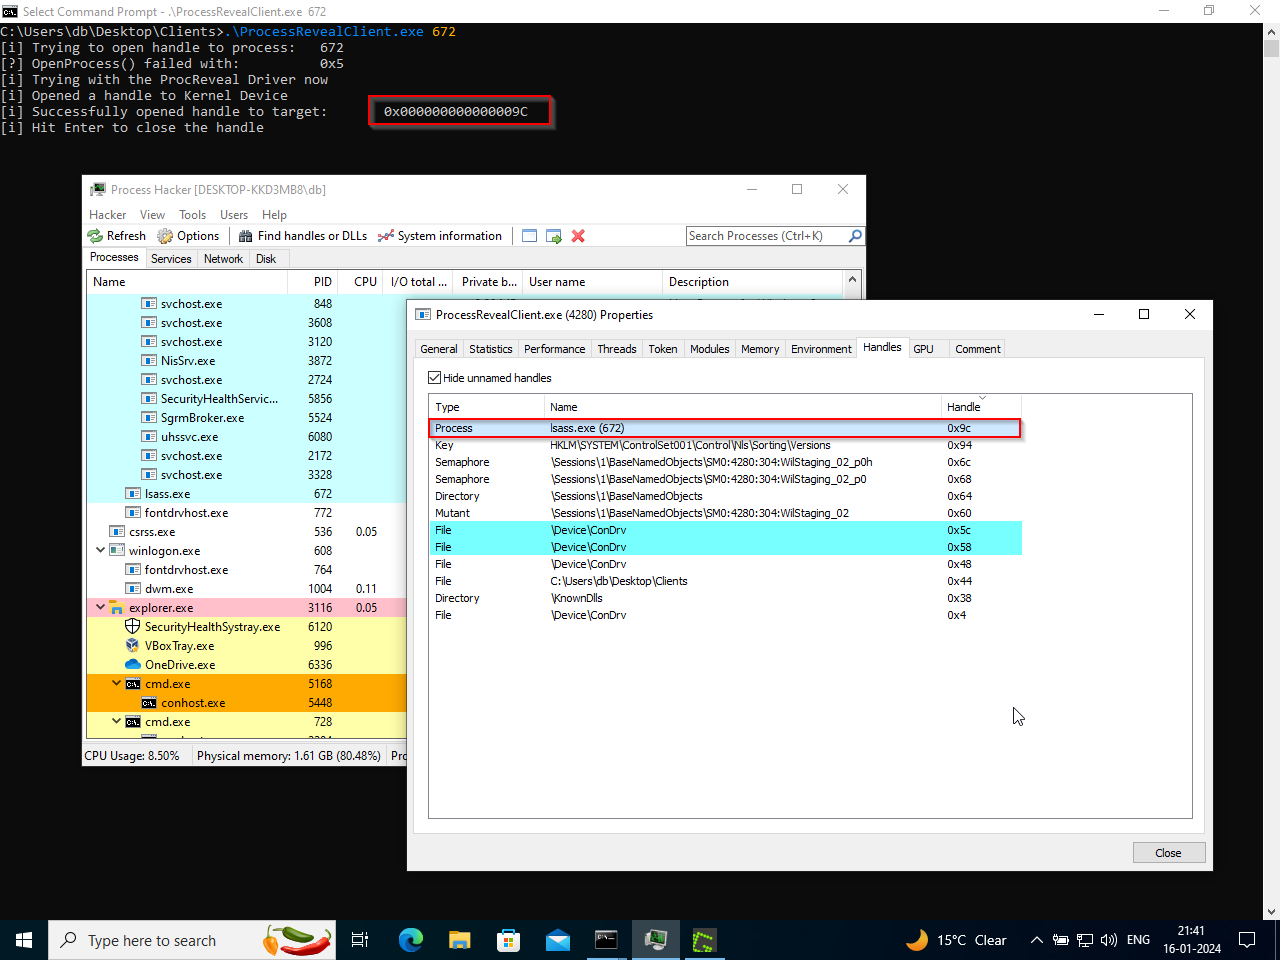 Select Command Prompt - .\ProcessRevealClient.exe 672
C:\Users\db\Desktop\Clients>.\ProcessRevealClient.exe 672
[i] Trying to open handle to process: 672
[?] OpenProcess() failed with: 0x5
[i] Trying with the ProcReveal Driver now
[i] Opened a handle to Kernel Device
[i] Successfully opened handle to target: 0x000000000000009C
[i] Hit Enter to close the handle
Process Hacker [DESKTOP-KKD3MB8\db]
Hacker View Tools Users Help
Refresh Options Find handles or DLLs System information Search Processes (Ctrl+K)
Processes Services Network Disk
Name PID CPU I/O total ... Private b... User name Description
svchost.exe 848
svchost.exe 3608
svchost.exe 3120
NisSrv.exe 3872
svchost.exe 2724
SecurityHealthServic... 5856
SgrmBroker.exe 5524
uhssvc.exe 6080
svchost.exe 2172
svchost.exe 3328
lsass.exe 672
fontdrvhost.exe 772
csrss.exe 536 0.05
winlogon.exe 608
fontdrvhost.exe 764
dwm.exe 1004 0.11
explorer.exe 3116 0.05
SecurityHealthSystray.exe 6120
VBoxTray.exe 996
OneDrive.exe 6336
cmd.exe 5168
conhost.exe 5448
cmd.exe 728
CPU Usage: 8.50% Physical memory: 1.61 GB (80.48%) Pro
ProcessRevealClient.exe (4280) Properties
General Statistics Performance Threads Token Modules Memory Environment Handles GPU Comment
Hide unnamed handles
Type Name Handle
Process lsass.exe (672) 0x9c
Key HKLM\SYSTEM\ControlSet001\Control\Nls\Sorting\Versions 0x94
Semaphore \Sessions\1\BaseNamedObjects\SM0:4280:304:WilStaging_02_p0h 0x6c
Semaphore \Sessions\1\BaseNamedObjects\SM0:4280:304:WilStaging_02_p0 0x68
Directory \Sessions\1\BaseNamedObjects 0x64
Mutant \Sessions\1\BaseNamedObjects\SM0:4280:304:WilStaging_02 0x60
File \Device\ConDrv 0x5c
File \Device\ConDrv 0x58
File \Device\ConDrv 0x48
File C:\Users\db\Desktop\Clients 0x44
Directory \KnownDlls 0x38
File \Device\ConDrv 0x4
Close
Type here to search
15°C Clear
ENG
21:41
16-01-2024